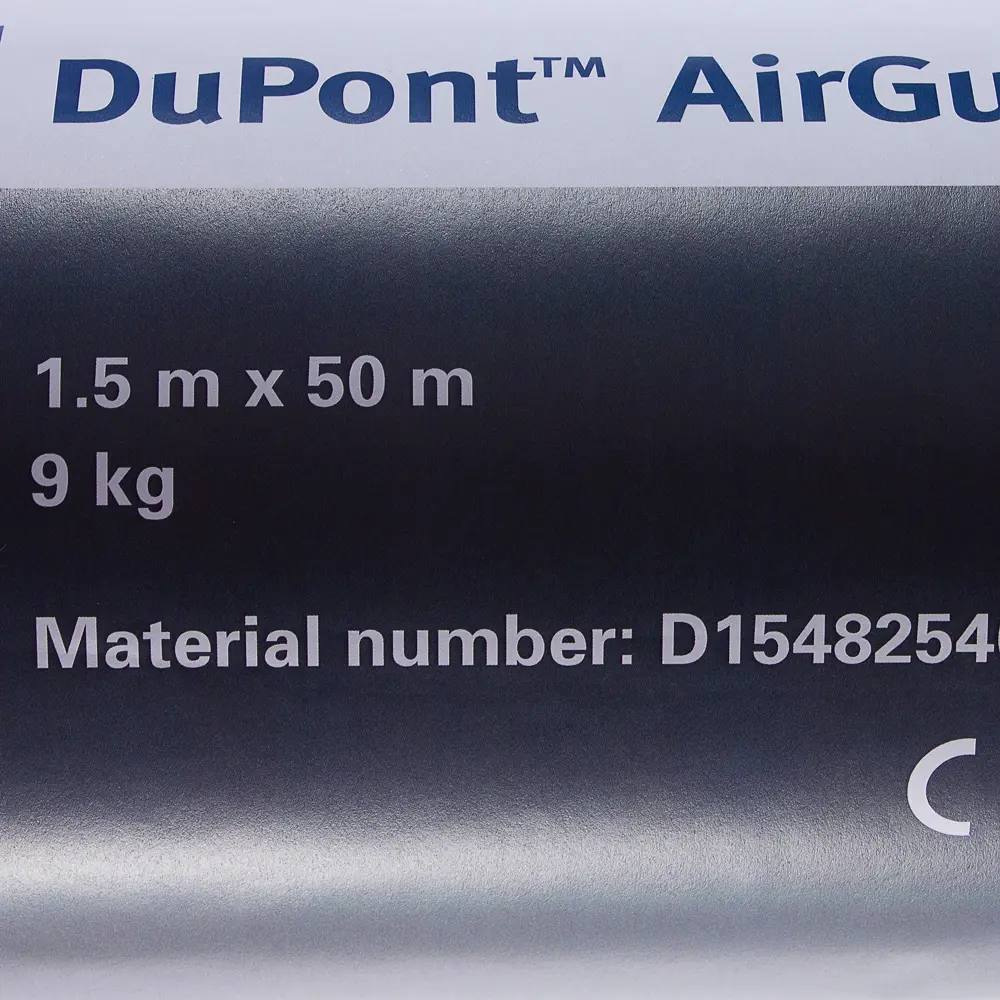 DuPont™ AirGu
1.5 m x 50 m
9 kg
Material number: D1548254
C